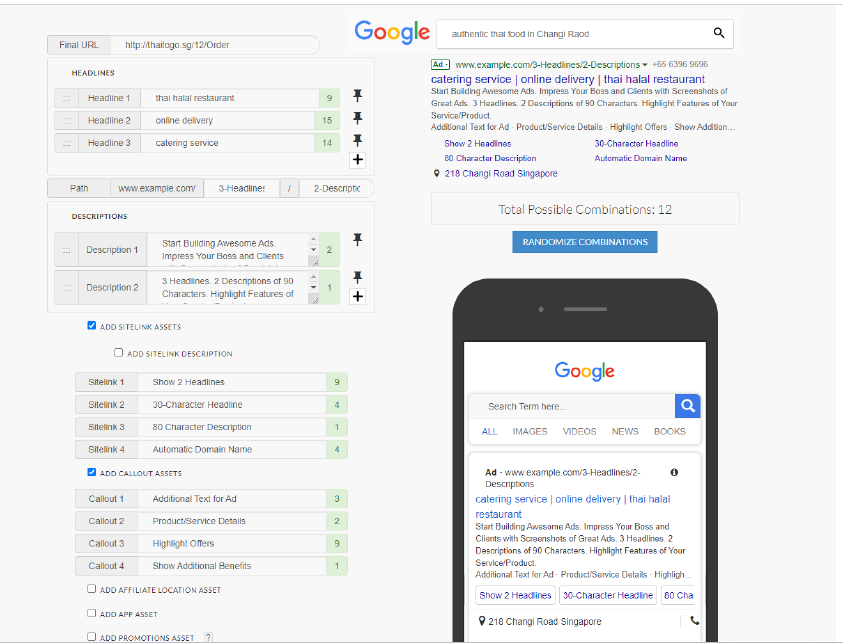 Final URL http://thaitogo.sg/12/Order
HEADLINES
::: Headline 1 thai halal restaurant 9
::: Headline 2 online delivery 15
::: Headline 3 catering service 14
+
Path www.example.com/ 3-Headlines / 2-Descriptic
DESCRIPTIONS
::: Description 1 Start Building Awesome Ads. 2
Impress Your Boss and Clients
::: Description 2 3 Headlines. 2 Descriptions of 90 1
Characters. Highlight Features of
+
ADD SITELINK ASSETS
ADD SITELINK DESCRIPTION
Sitelink 1 Show 2 Headlines 9
Sitelink 2 30-Character Headline 4
Sitelink 3 80 Character Description 1
Sitelink 4 Automatic Domain Name 4
ADD CALLOUT ASSETS
Callout 1 Additional Text for Ad 3
Callout 2 Product/Service Details 2
Callout 3 Highlight Offers 9
Callout 4 Show Additional Benefits 1
ADD AFFILIATE LOCATION ASSET
ADD APP ASSET
ADD PROMOTIONS ASSET ?
Google authentic thai food in Changi Raod
Ad · www.example.com/3-Headlines/2-Descriptions +65 6396 9696
catering service | online delivery | thai halal restaurant
Start Building Awesome Ads. Impress Your Boss and Clients with Screenshots of
Great Ads. 3 Headlines. 2 Descriptions of 90 Characters. Highlight Features of Your
Service/Product.
Additional Text for Ad · Product/Service Details · Highlight Offers · Show Addition...
Show 2 Headlines 30-Character Headline
80 Character Description Automatic Domain Name
218 Changi Road Singapore
Total Possible Combinations: 12
RANDOMIZE COMBINATIONS
Google
Search Term here...
ALL IMAGES VIDEOS NEWS BOOKS
Ad · www.example.com/3-Headlines/2-
Descriptions
catering service | online delivery | thai halal
restaurant
Start Building Awesome Ads. Impress Your Boss and
Clients with Screenshots of Great Ads. 3 Headlines. 2
Descriptions of 90 Characters. Highlight Features of Your
Service/Product.
Additional Text for Ad · Product/Service Details · Highligh...
Show 2 Headlines 30-Character Headline 80 Cha
218 Changi Road Singapore